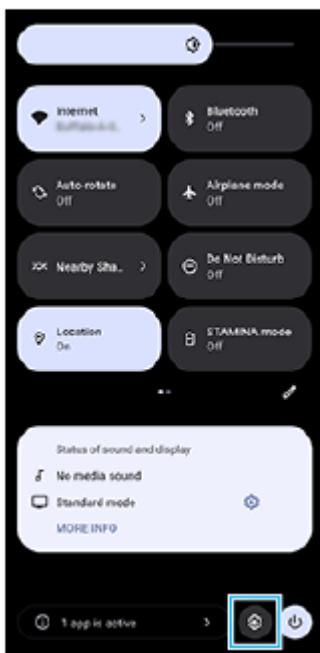 Internet
Bluetooth
Off
Auto-rotate
Off
Airplane mode
Off
Nearby Sha..
Do Not Disturb
Off
Location
On
STAMINA mode
Off
Status of sound and display
No media sound
Standard mode
MORE INFO
1 app is active